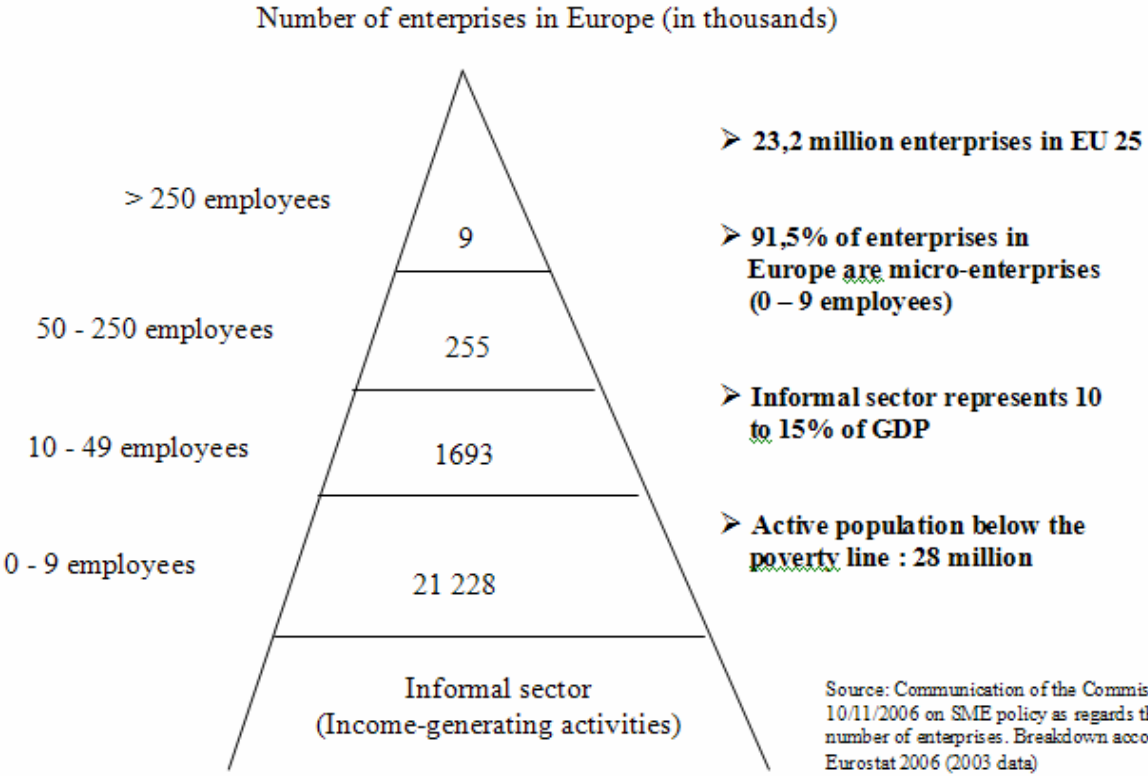 Number of enterprises in Europe (in thousands)
> 250 employees
9
50 - 250 employees
255
10 - 49 employees
1693
0 - 9 employees
21 228
Informal sector
(Income-generating activities)
➢ 23,2 million enterprises in EU 25
➢ 91,5% of enterprises in
Europe are micro-enterprises
(0 – 9 employees)
➢ Informal sector represents 10
to 15% of GDP
➢ Active population below the
poverty line : 28 million
Source: Communication of the Commis
10/11/2006 on SME policy as regards th
number of enterprises. Breakdown acco
Eurostat 2006 (2003 data)